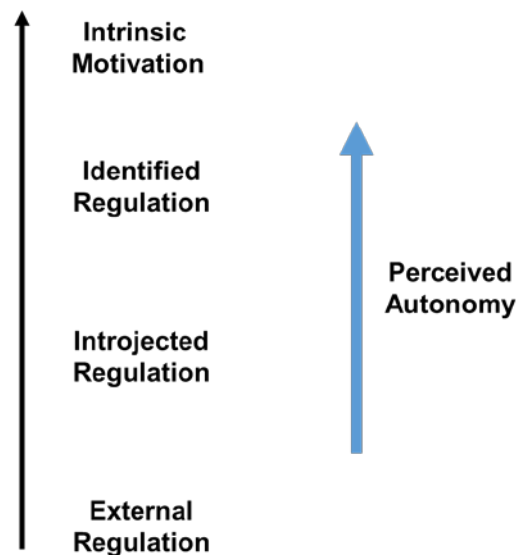 Intrinsic
Motivation
Identified
Regulation
Perceived
Autonomy
Introjected
Regulation
External
Regulation